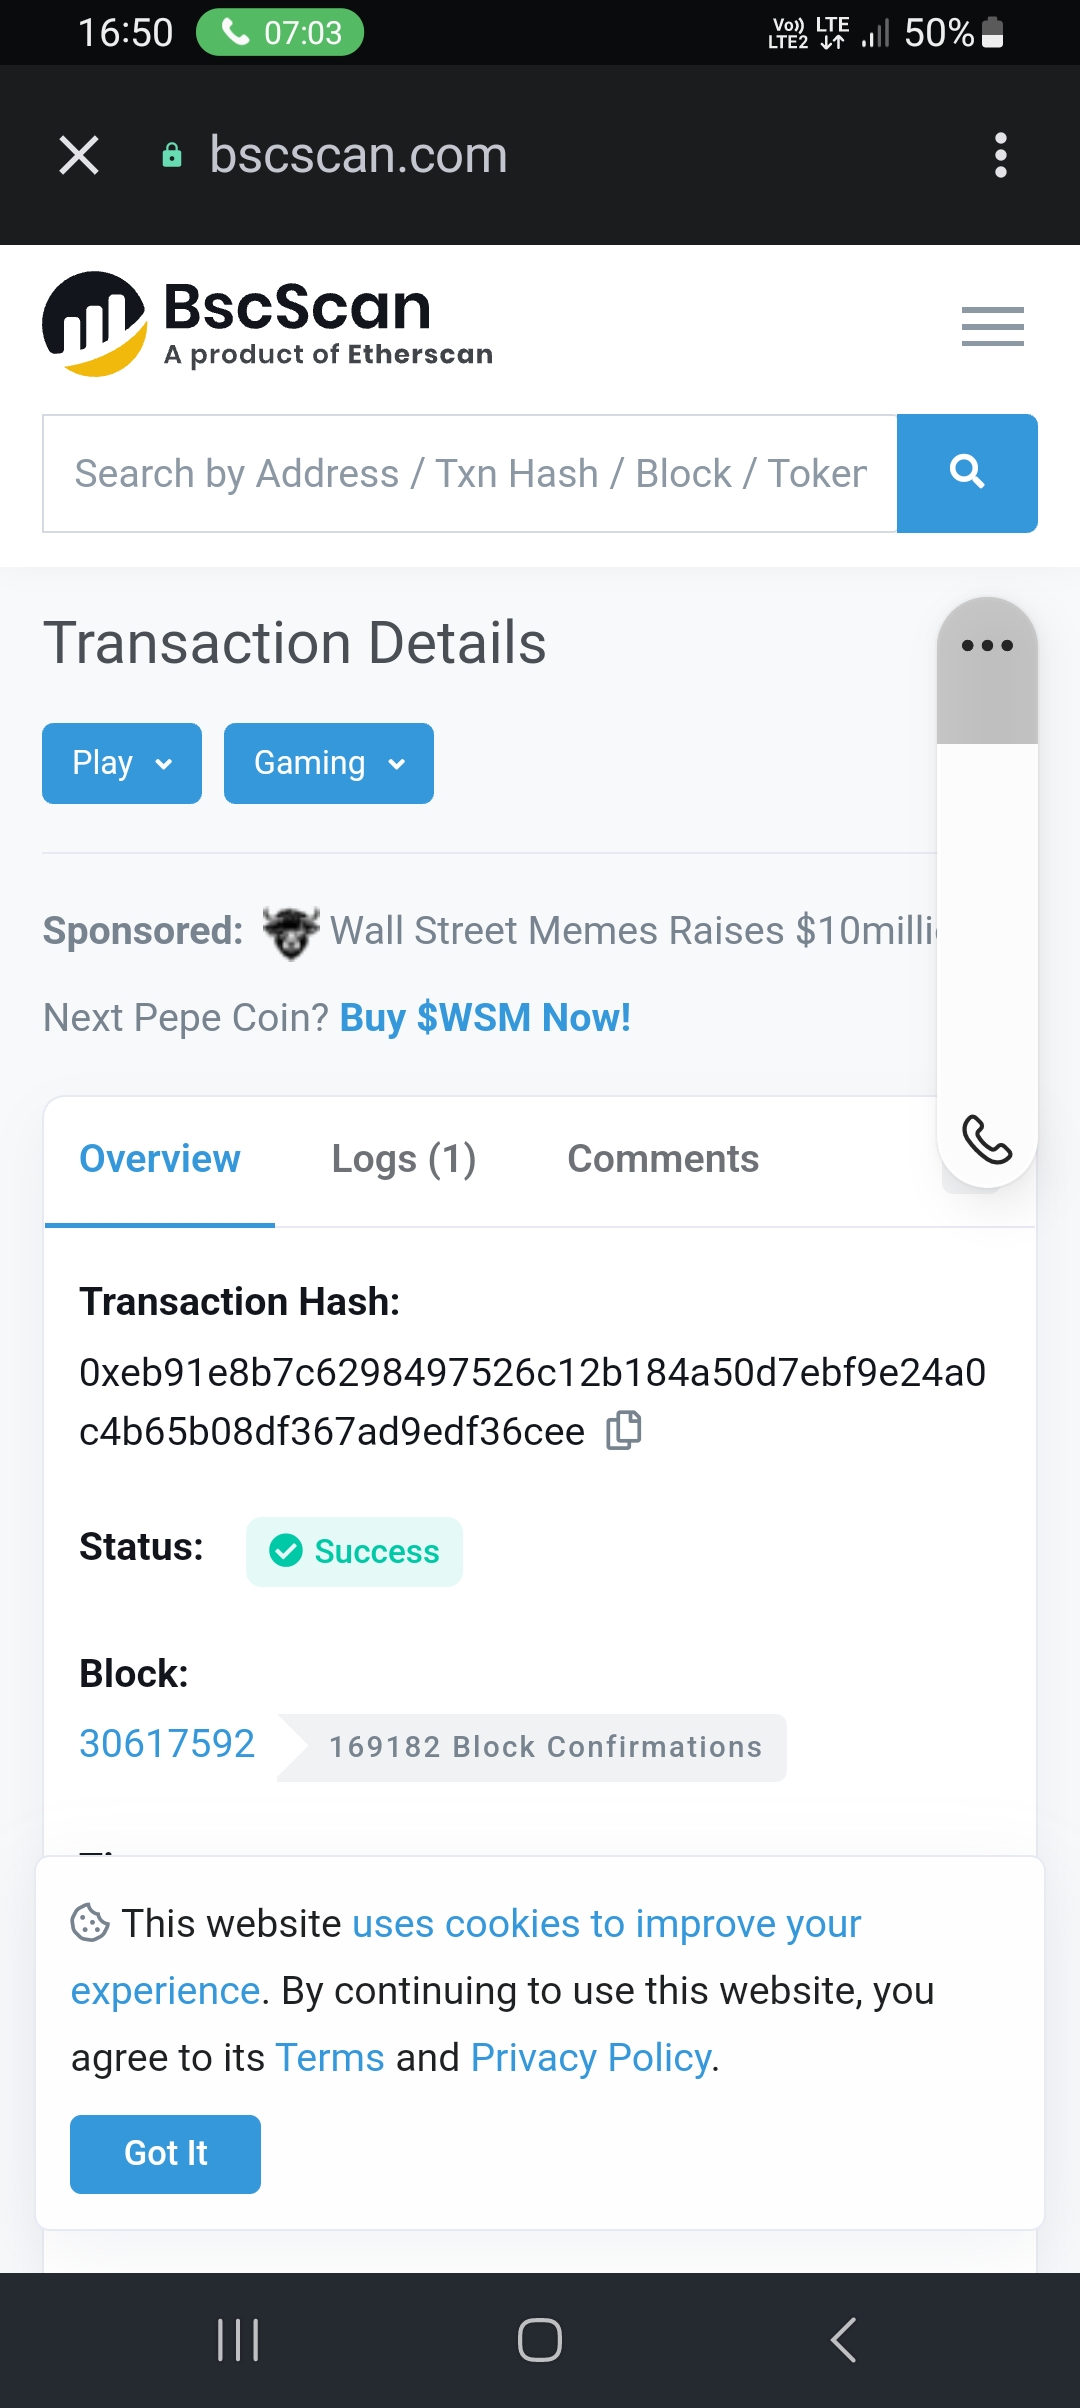 16:50 07:03 Vo)) LTE2 LTE 50%
bscscan.com
BscScan
A product of Etherscan
Search by Address / Txn Hash / Block / Token
Transaction Details
Play Gaming
Sponsored: Wall Street Memes Raises $10milli
Next Pepe Coin? Buy $WSM Now!
Overview Logs (1) Comments
Transaction Hash:
0xeb91e8b7c6298497526c12b184a50d7ebf9e24a0
c4b65b08df367ad9edf36cee
Status: Success
Block:
30617592 169182 Block Confirmations
This website uses cookies to improve your
experience. By continuing to use this website, you
agree to its Terms and Privacy Policy.
Got It